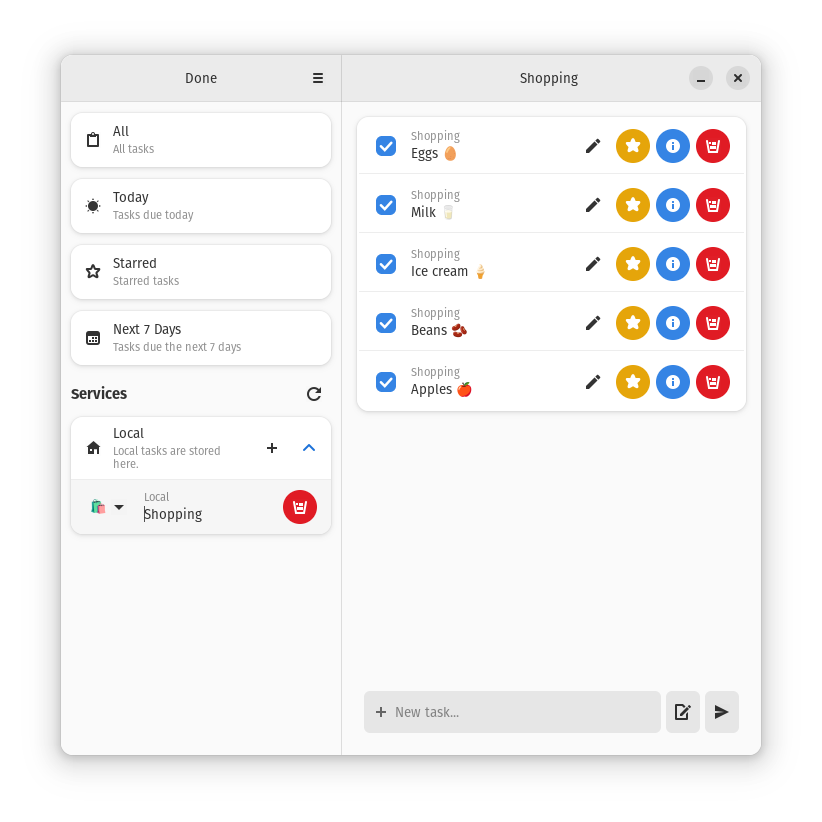 Done
All
All tasks
Today
Tasks due today
Starred
Starred tasks
Next 7 Days
Tasks due the next 7 days
Services
Local
Local tasks are stored
here.
Local
Shopping
Shopping
Shopping
Eggs 🥚
Shopping
Milk 🥛
Shopping
Ice cream 🍦
Shopping
Beans 🫘
Shopping
Apples 🍎
New task...